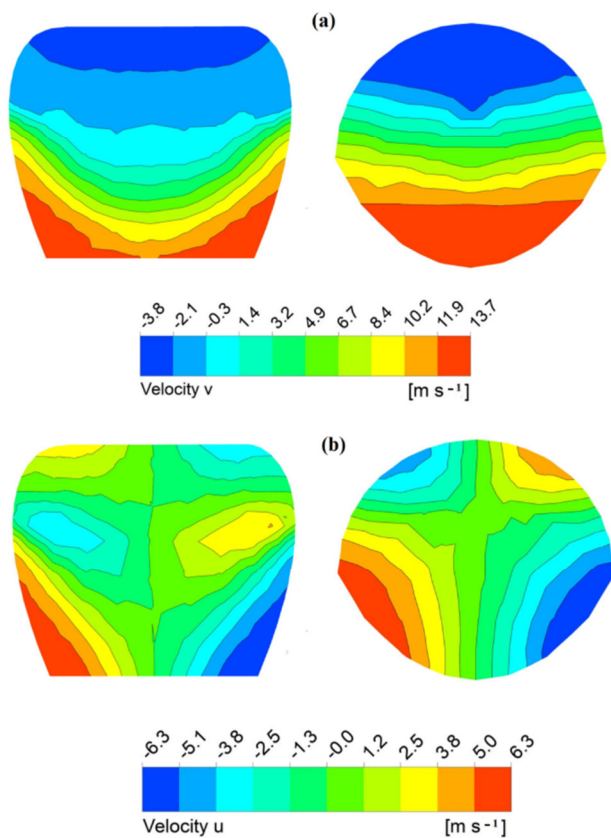 (a)
-3.8 -2.1 -0.3 1.4 3.2 4.9 6.7 8.4 10.2 11.9 13.7
Velocity v [m s⁻¹]
(b)
-6.3 -5.1 -3.8 -2.5 -1.3 -0.0 1.2 2.5 3.8 5.0 6.3
Velocity u [m s⁻¹]